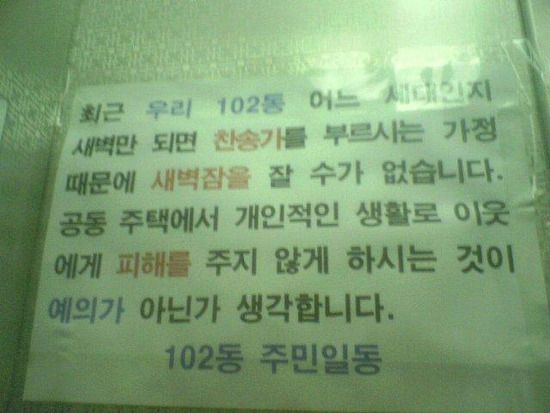 최근 우리 102동 어느 세대인지
새벽만 되면 찬송가를 부르시는 가정
때문에 새벽잠을 잘 수가 없습니다.
공동 주택에서 개인적인 생활로 이웃
에게 피해를 주지 않게 하시는 것이
예의가 아닌가 생각합니다.
102동 주민일동